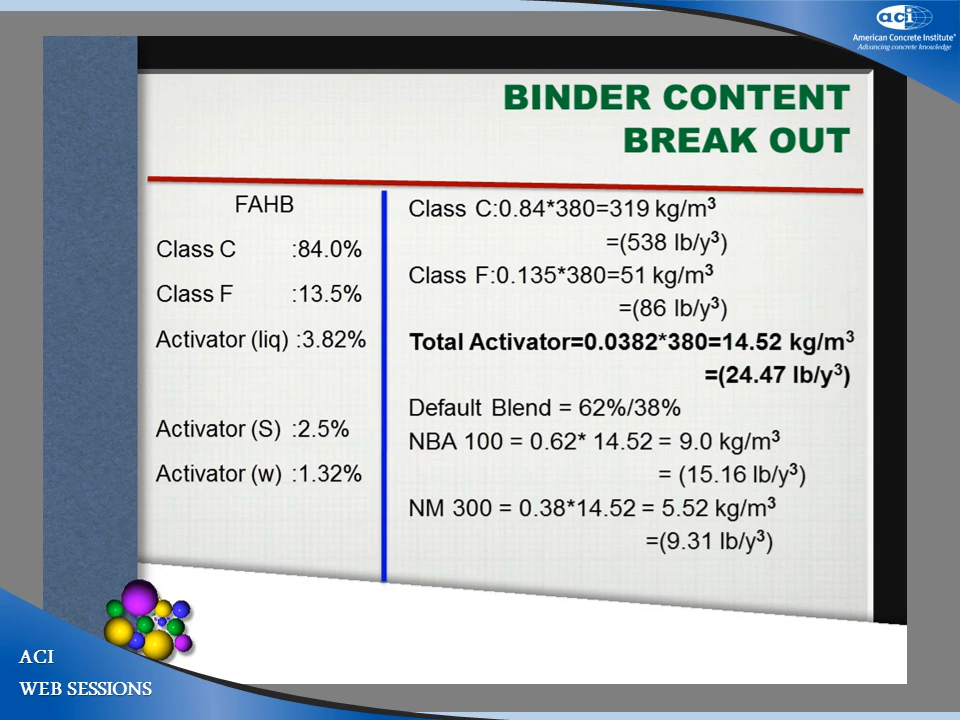 aci
American Concrete Institute®
Advancing concrete knowledge
BINDER CONTENT
BREAK OUT
FAHB
Class C :84.0%
Class F :13.5%
Activator (liq) :3.82%
Activator (S) :2.5%
Activator (w) :1.32%
Class C:0.84*380=319 kg/m³
=(538 lb/y³)
Class F:0.135*380=51 kg/m³
=(86 lb/y³)
Total Activator=0.0382*380=14.52 kg/m³
=(24.47 lb/y³)
Default Blend = 62%/38%
NBA 100 = 0.62* 14.52 = 9.0 kg/m³
= (15.16 lb/y³)
NM 300 = 0.38*14.52 = 5.52 kg/m³
=(9.31 lb/y³)
ACI
WEB SESSIONS